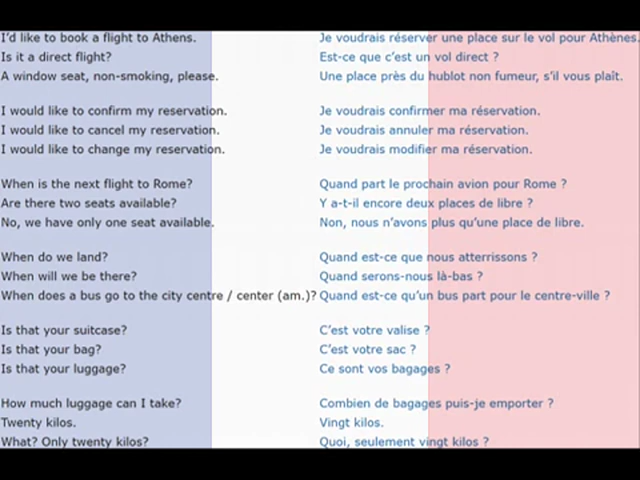 I'd like to book a flight to Athens. Je voudrais réserver une place sur le vol pour Athènes.
Is it a direct flight? Est-ce que c'est un vol direct ?
A window seat, non-smoking, please. Une place près du hublot non fumeur, s'il vous plaît.
I would like to confirm my reservation. Je voudrais confirmer ma réservation.
I would like to cancel my reservation. Je voudrais annuler ma réservation.
I would like to change my reservation. Je voudrais modifier ma réservation.
When is the next flight to Rome? Quand part le prochain avion pour Rome ?
Are there two seats available? Y a-t-il encore deux places de libre ?
No, we have only one seat available. Non, nous n'avons plus qu'une place de libre.
When do we land? Quand est-ce que nous atterrissons ?
When will we be there? Quand serons-nous là-bas ?
When does a bus go to the city centre / center (am.)? Quand est-ce qu'un bus part pour le centre-ville ?
Is that your suitcase? C'est votre valise ?
Is that your bag? C'est votre sac ?
Is that your luggage? Ce sont vos bagages ?
How much luggage can I take? Combien de bagages puis-je emporter ?
Twenty kilos. Vingt kilos.
What? Only twenty kilos? Quoi, seulement vingt kilos ?